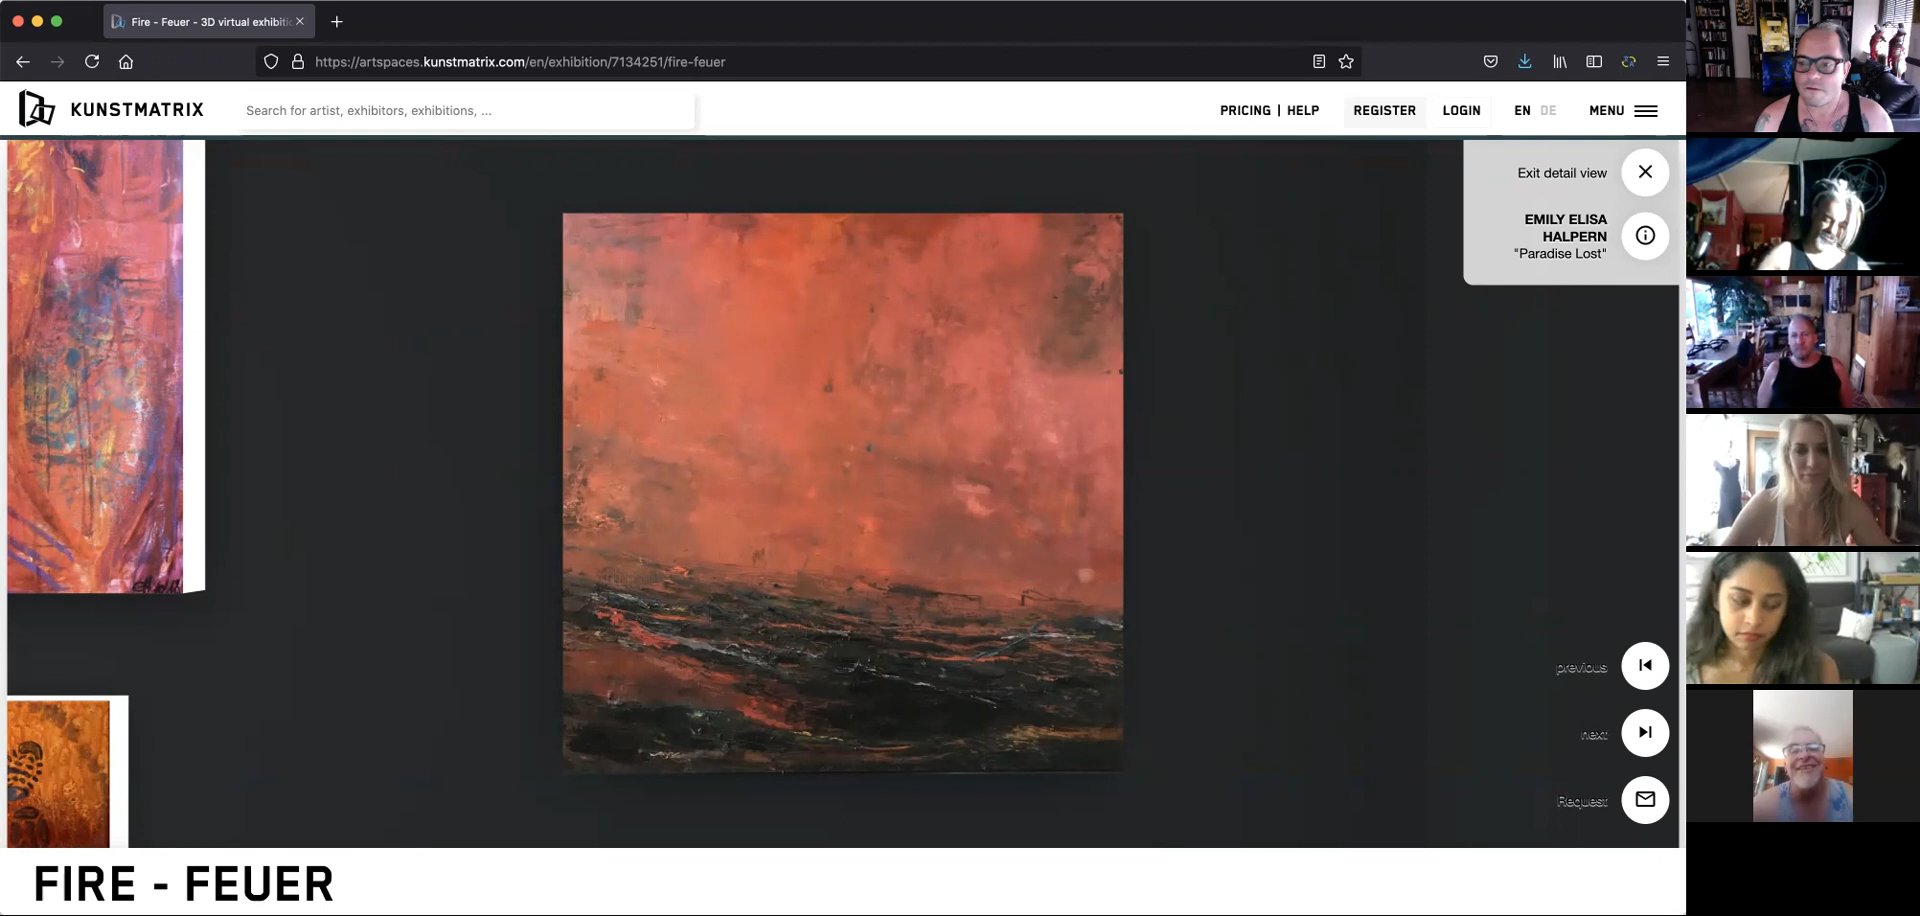 Fire - Feuer - 3D virtual exhibitio
https://artspaces.kunstmatrix.com/en/exhibition/7134251/fire-feuer
KUNSTMATRIX
Search for artist, exhibitors, exhibitions, ...
PRICING | HELP
REGISTER
LOGIN
EN DE
MENU
Exit detail view
EMILY ELISA
HALPERN
"Paradise Lost"
previous
next
Request
FIRE - FEUER